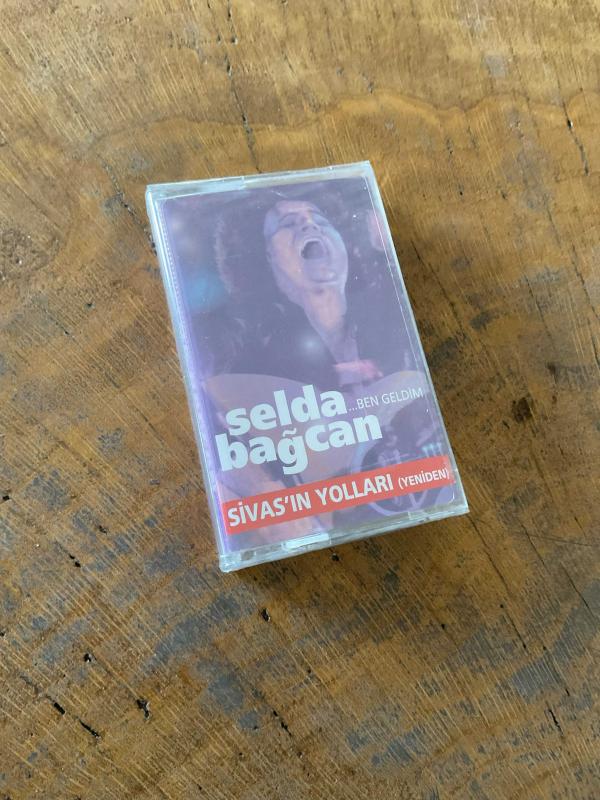 selda
bağcan
...BEN GELDİM
SİVAS'IN YOLLARI (YENİDEN)